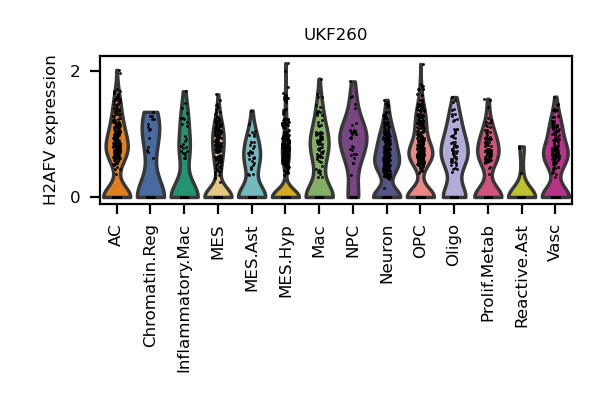 UKF260
H2AFV expression
2
0
AC
Chromatin.Reg
Inflammatory.Mac
MES
MES.Ast
MES.Hyp
Mac
NPC
Neuron
OPC
Oligo
Prolif.Metab
Reactive.Ast
Vasc